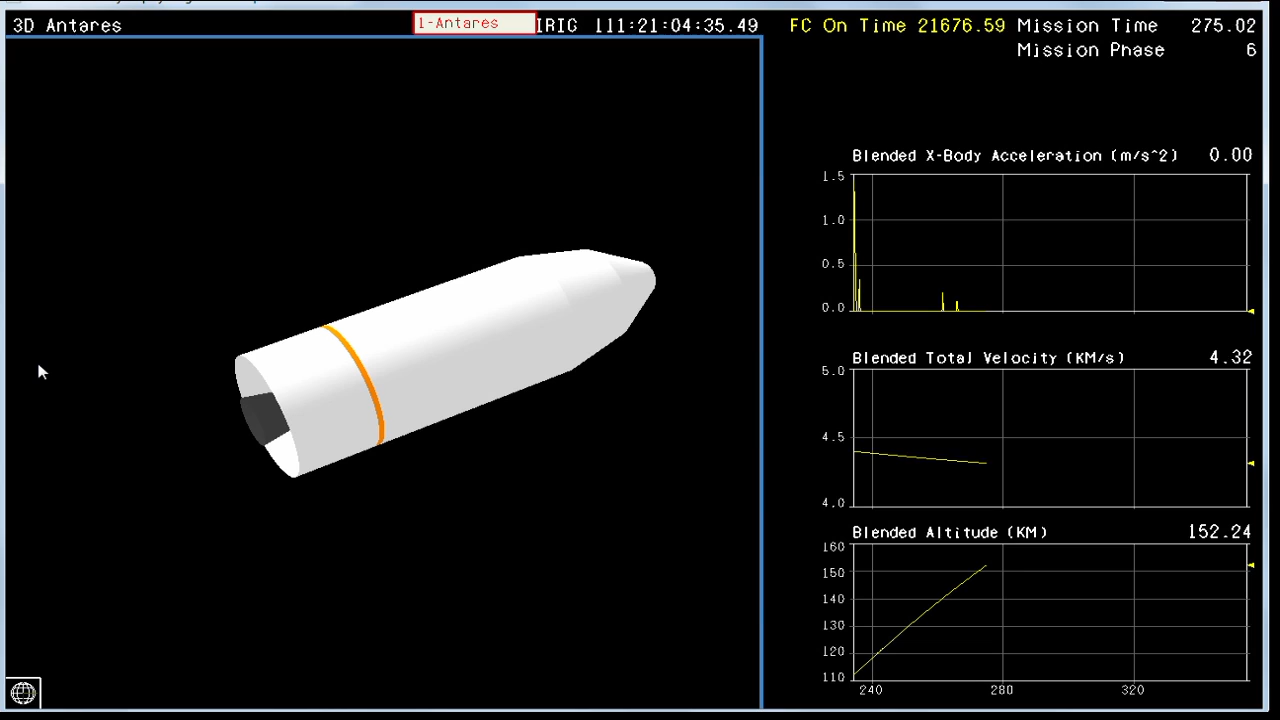 3D Antares 1-Antares IRIG 111:21:04:35.49 FC On Time 21676.59 Mission Time 275.02
Mission Phase 6
Blended X-Body Acceleration (m/s^2) 0.00
1.5
1.0
0.5
0.0
Blended Total Velocity (KM/s) 4.32
5.0
4.5
4.0
Blended Altitude (KM) 152.24
160
150
140
130
120
110
240 280 320